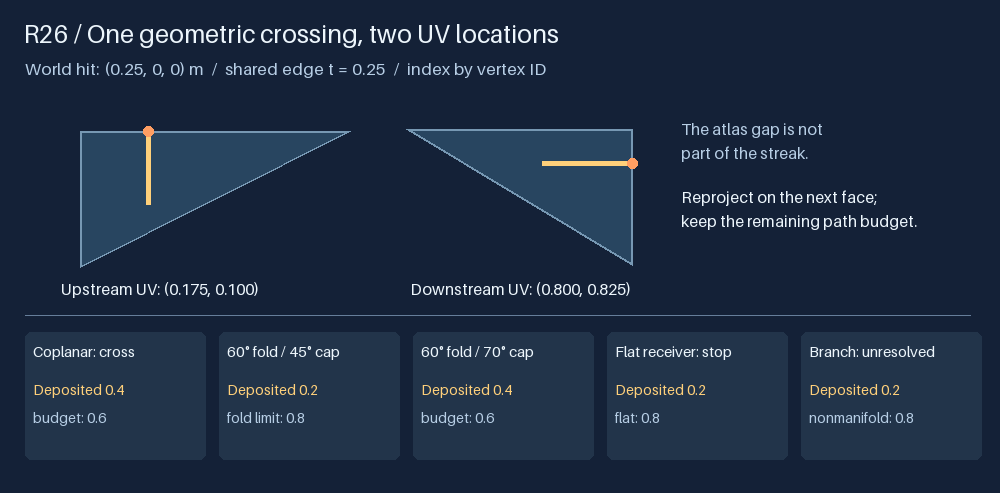 R26 / One geometric crossing, two UV locations
World hit: (0.25, 0, 0) m / shared edge t = 0.25 / index by vertex ID
The atlas gap is not
part of the streak.
Reproject on the next face;
keep the remaining path budget.
Upstream UV: (0.175, 0.100)
Downstream UV: (0.800, 0.825)
Coplanar: cross
Deposited 0.4
budget: 0.6
60° fold / 45° cap
Deposited 0.2
fold limit: 0.8
60° fold / 70° cap
Deposited 0.4
budget: 0.6
Flat receiver: stop
Deposited 0.2
flat: 0.8
Branch: unresolved
Deposited 0.2
nonmanifold: 0.8